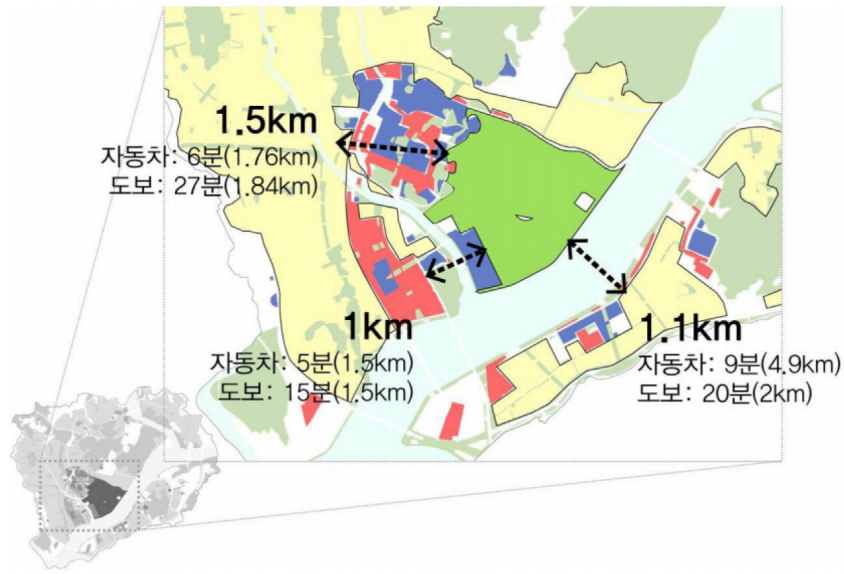 1.5km
자동차: 6분(1.76km)
도보: 27분(1.84km)
1km
자동차: 5분(1.5km)
도보: 15분(1.5km)
1.1km
자동차: 9분(4.9km)
도보: 20분(2km)